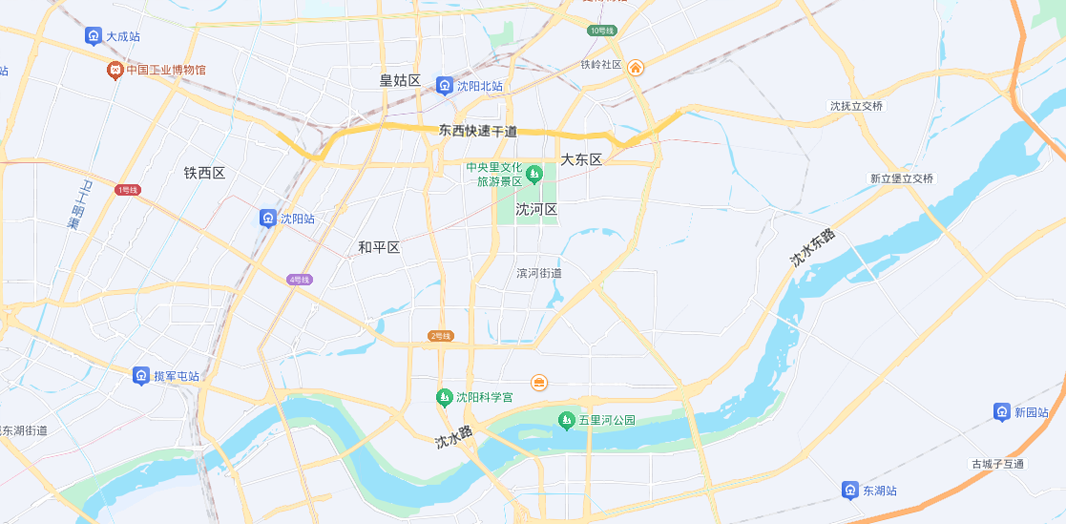 10号线
大成站
铁岭社区
中国工业博物馆
皇姑区
沈阳北站
沈抚立交桥
东西快速干道
大东区
中央里文化
旅游景区
铁西区
新立堡立交桥
1号线
卫工明渠
沈河区
沈阳站
沈水东路
和平区
滨河街道
4号线
2号线
揽军屯站
沈阳科学宫
新园站
五里河公园
东湖街道
沈水路
古城子互通
东湖站